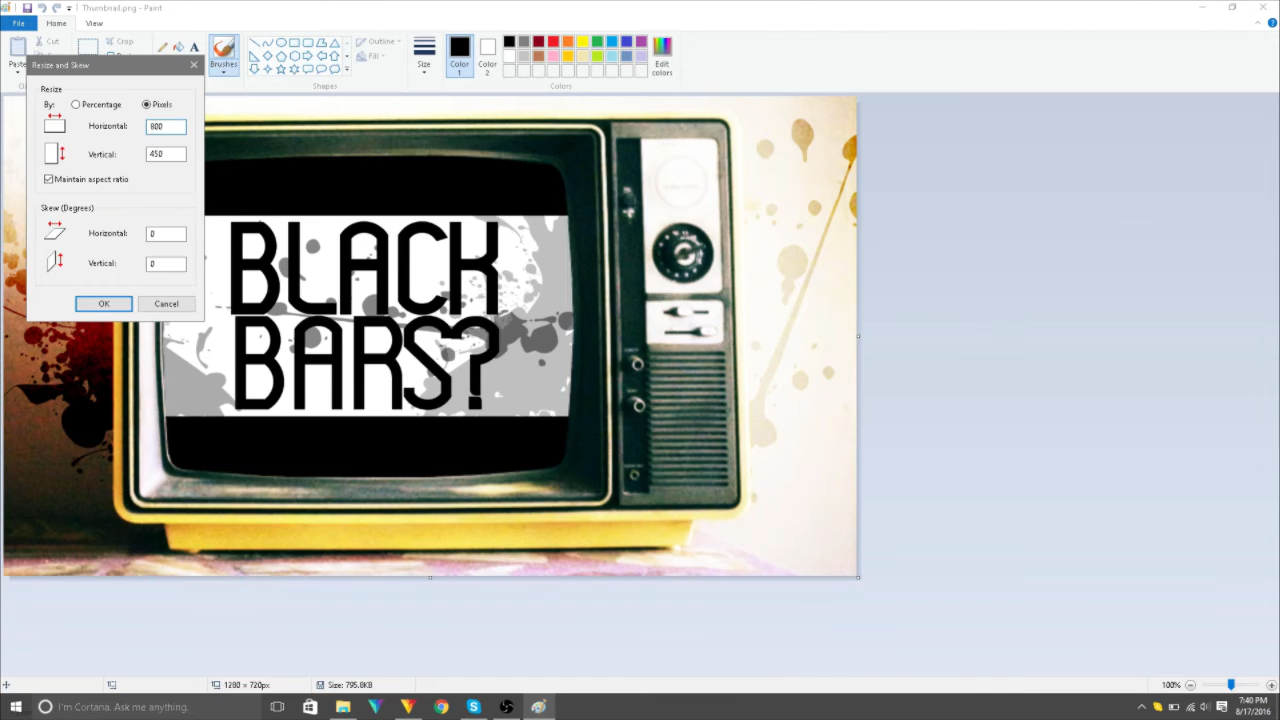 Thumbnail.png - Paint
File
Home
View
Paste
Cut
Crop
A
Brushes
Outline
Fill
Shapes
Size
Color 1
Color 2
Edit colors
Colors
Resize and Skew
Resize
By:
Percentage
Pixels
Horizontal:
800
Vertical:
450
Maintain aspect ratio
Skew (Degrees)
Horizontal:
0
Vertical:
0
OK
Cancel
BLACK
BARS?
1280 × 720px
Size: 795.8KB
100%
I'm Cortana. Ask me anything.
7:40 PM
8/17/2016